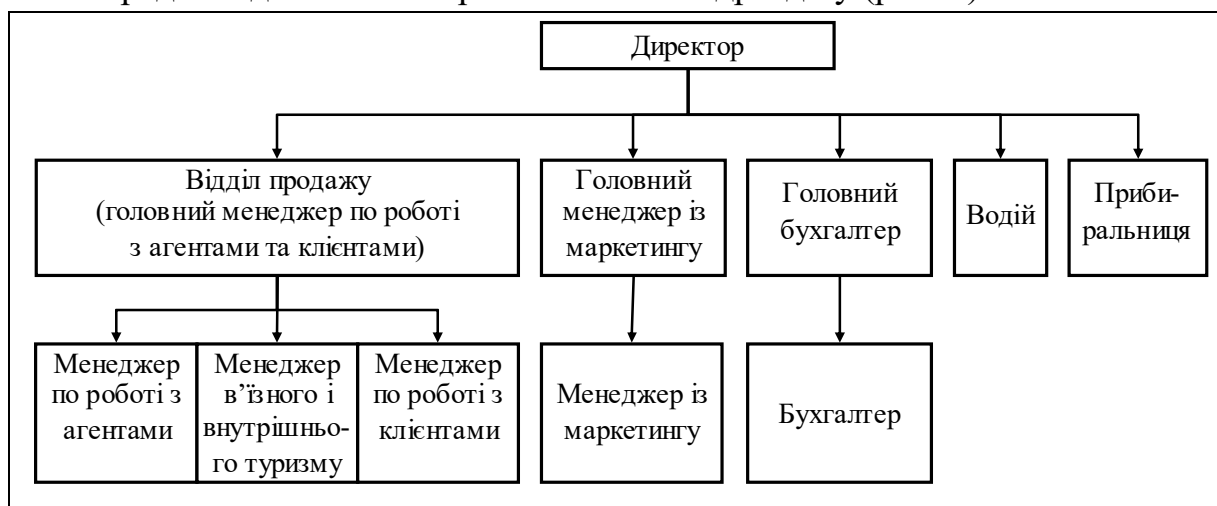 Директор
Відділ продажу
(головний менеджер по роботі
з агентами та клієнтами)
Головний
менеджер із
маркетингу
Головний
бухгалтер
Водій
Приби-
ральниця
Менеджер
по роботі з
агентами
Менеджер
в’їзного і
внутрішньо-
го туризму
Менеджер
по роботі з
клієнтами
Менеджер із
маркетингу
Бухгалтер